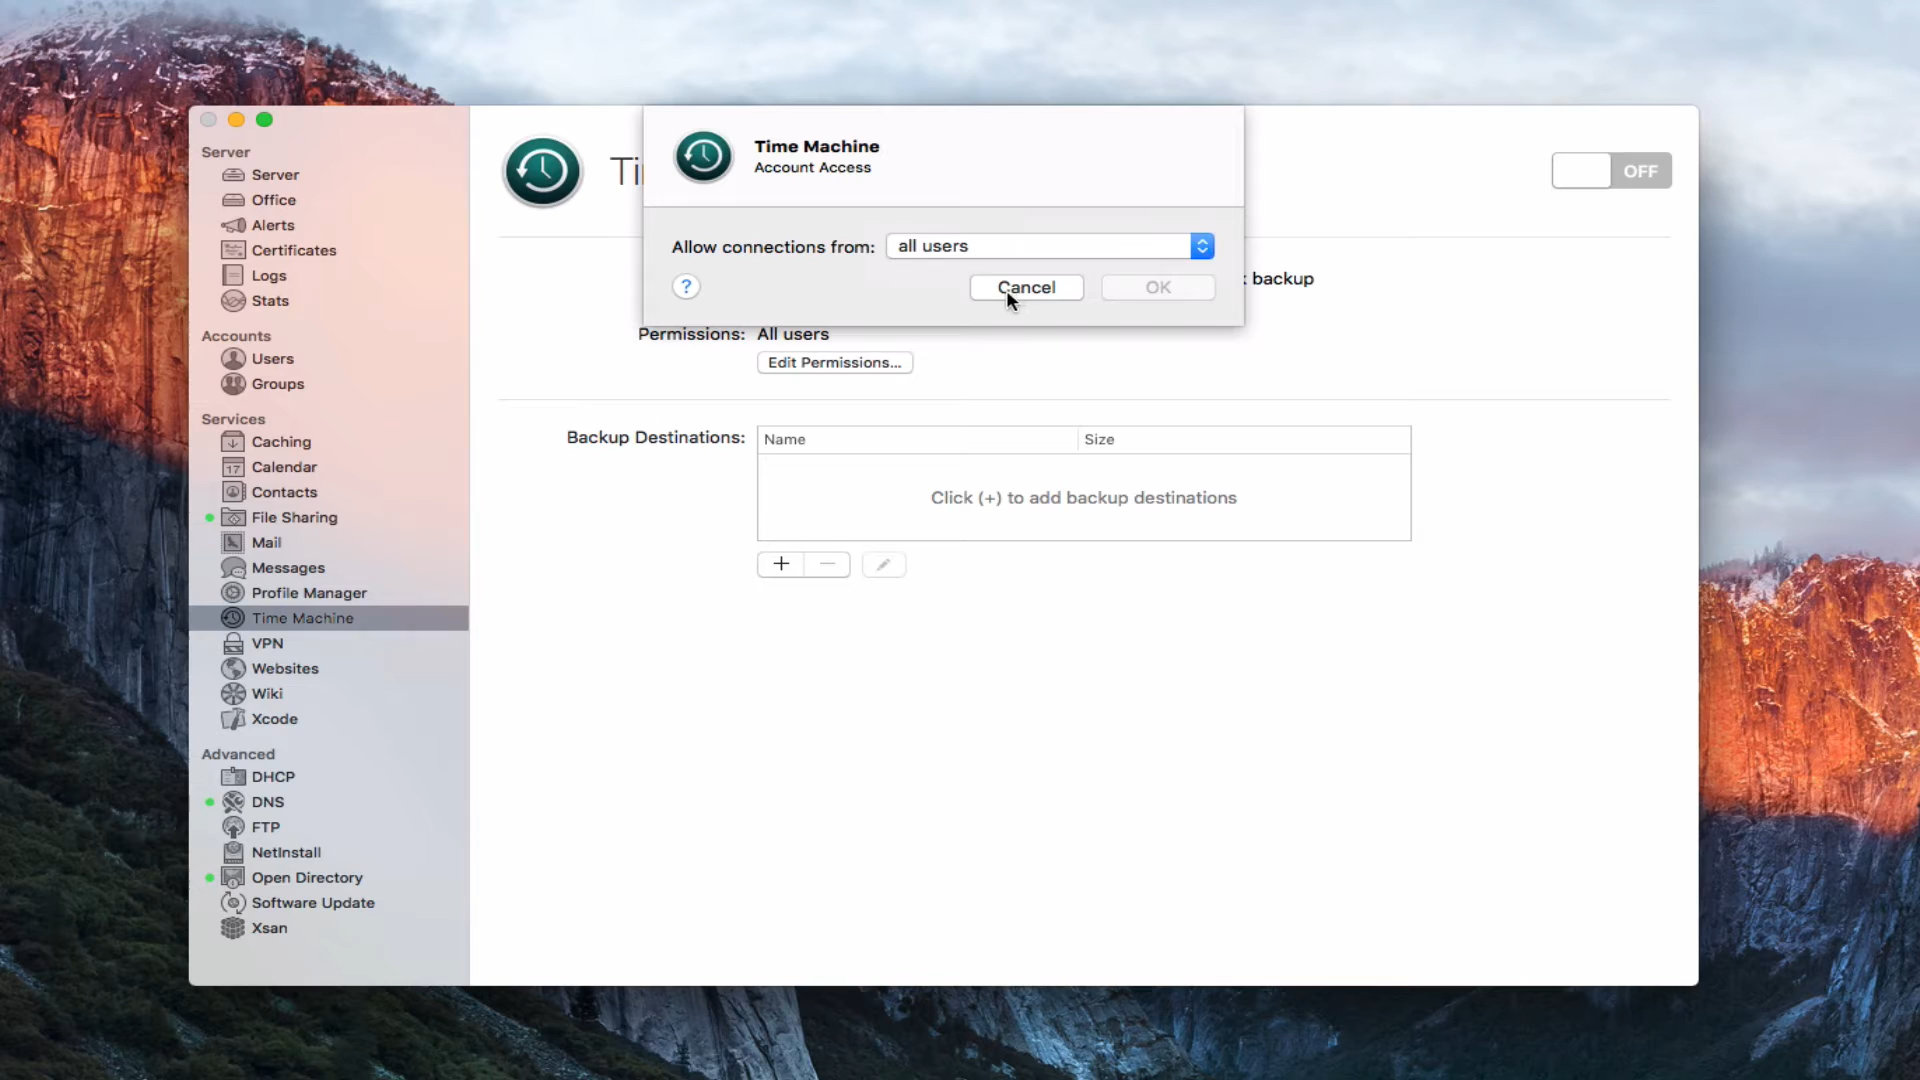 Server
Server
Office
Alerts
Certificates
Logs
Stats
Accounts
Users
Groups
Services
Caching
17 Calendar
Contacts
File Sharing
Mail
Messages
Profile Manager
Time Machine
VPN
Websites
Wiki
Xcode
Advanced
DHCP
DNS
FTP
NetInstall
Open Directory
Software Update
Xsan
Ti
OFF
Time Machine
Account Access
Allow connections from: all users
? Cancel OK
backup
Permissions: All users
Edit Permissions...
Backup Destinations: Name Size
Click (+) to add backup destinations